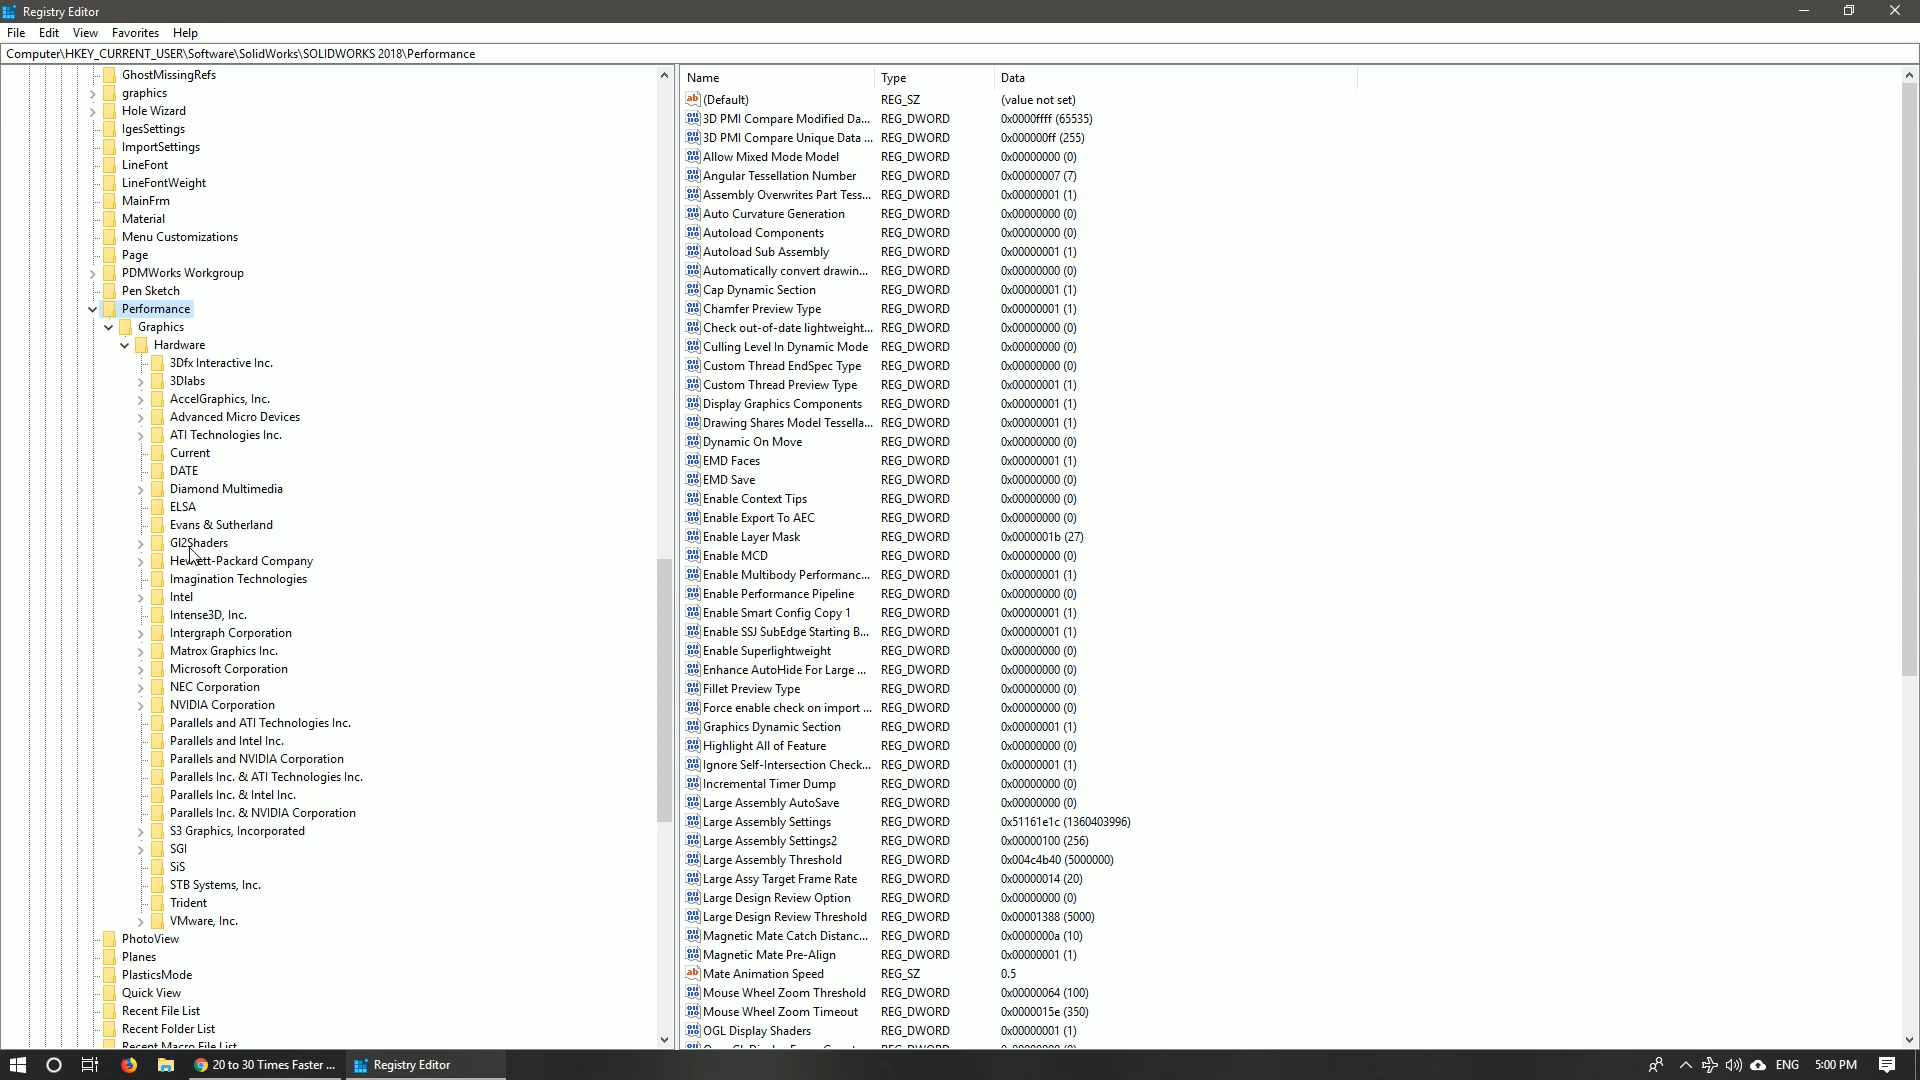 Registry Editor
File Edit View Favorites Help
Computer\HKEY_CURRENT_USER\Software\SolidWorks\SOLIDWORKS 2018\Performance
GhostMissingRefs
graphics
Hole Wizard
IgesSettings
ImportSettings
LineFont
LineFontWeight
MainFrm
Material
Menu Customizations
Page
PDMWorks Workgroup
Pen Sketch
Performance
Graphics
Hardware
3Dfx Interactive Inc.
3Dlabs
AccelGraphics, Inc.
Advanced Micro Devices
ATI Technologies Inc.
Current
DATE
Diamond Multimedia
ELSA
Evans & Sutherland
Gl2Shaders
Hewlett-Packard Company
Imagination Technologies
Intel
Intense3D, Inc.
Intergraph Corporation
Matrox Graphics Inc.
Microsoft Corporation
NEC Corporation
NVIDIA Corporation
Parallels and ATI Technologies Inc.
Parallels and Intel Inc.
Parallels and NVIDIA Corporation
Parallels Inc. & ATI Technologies Inc.
Parallels Inc. & Intel Inc.
Parallels Inc. & NVIDIA Corporation
S3 Graphics, Incorporated
SGI
SiS
STB Systems, Inc.
Trident
VMware, Inc.
PhotoView
Planes
PlasticsMode
Quick View
Recent File List
Recent Folder List
Recent Macro File List
Name Type Data
(Default) REG_SZ (value not set)
3D PMI Compare Modified Da... REG_DWORD 0x0000ffff (65535)
3D PMI Compare Unique Data ... REG_DWORD 0x000000ff (255)
Allow Mixed Mode Model REG_DWORD 0x00000000 (0)
Angular Tessellation Number REG_DWORD 0x00000007 (7)
Assembly Overwrites Part Tess... REG_DWORD 0x00000001 (1)
Auto Curvature Generation REG_DWORD 0x00000000 (0)
Autoload Components REG_DWORD 0x00000000 (0)
Autoload Sub Assembly REG_DWORD 0x00000001 (1)
Automatically convert drawin... REG_DWORD 0x00000000 (0)
Cap Dynamic Section REG_DWORD 0x00000001 (1)
Chamfer Preview Type REG_DWORD 0x00000001 (1)
Check out-of-date lightweight... REG_DWORD 0x00000000 (0)
Culling Level In Dynamic Mode REG_DWORD 0x00000000 (0)
Custom Thread EndSpec Type REG_DWORD 0x00000000 (0)
Custom Thread Preview Type REG_DWORD 0x00000001 (1)
Display Graphics Components REG_DWORD 0x00000001 (1)
Drawing Shares Model Tessella... REG_DWORD 0x00000001 (1)
Dynamic On Move REG_DWORD 0x00000000 (0)
EMD Faces REG_DWORD 0x00000001 (1)
EMD Save REG_DWORD 0x00000000 (0)
Enable Context Tips REG_DWORD 0x00000000 (0)
Enable Export To AEC REG_DWORD 0x00000000 (0)
Enable Layer Mask REG_DWORD 0x0000001b (27)
Enable MCD REG_DWORD 0x00000000 (0)
Enable Multibody Performanc... REG_DWORD 0x00000001 (1)
Enable Performance Pipeline REG_DWORD 0x00000000 (0)
Enable Smart Config Copy 1 REG_DWORD 0x00000001 (1)
Enable SSJ SubEdge Starting B... REG_DWORD 0x00000001 (1)
Enable Superlightweight REG_DWORD 0x00000000 (0)
Enhance AutoHide For Large ... REG_DWORD 0x00000000 (0)
Fillet Preview Type REG_DWORD 0x00000000 (0)
Force enable check on import ... REG_DWORD 0x00000000 (0)
Graphics Dynamic Section REG_DWORD 0x00000001 (1)
Highlight All of Feature REG_DWORD 0x00000000 (0)
Ignore Self-Intersection Check... REG_DWORD 0x00000001 (1)
Incremental Timer Dump REG_DWORD 0x00000000 (0)
Large Assembly AutoSave REG_DWORD 0x00000000 (0)
Large Assembly Settings REG_DWORD 0x51161e1c (1360403996)
Large Assembly Settings2 REG_DWORD 0x00000100 (256)
Large Assembly Threshold REG_DWORD 0x004c4b40 (5000000)
Large Assy Target Frame Rate REG_DWORD 0x00000014 (20)
Large Design Review Option REG_DWORD 0x00000000 (0)
Large Design Review Threshold REG_DWORD 0x00001388 (5000)
Magnetic Mate Catch Distanc... REG_DWORD 0x0000000a (10)
Magnetic Mate Pre-Align REG_DWORD 0x00000001 (1)
Mate Animation Speed REG_SZ 0.5
Mouse Wheel Zoom Threshold REG_DWORD 0x00000064 (100)
Mouse Wheel Zoom Timeout REG_DWORD 0x0000015e (350)
OGL Display Shaders REG_DWORD 0x00000001 (1)
20 to 30 Times Faster ... Registry Editor ENG 5:00 PM